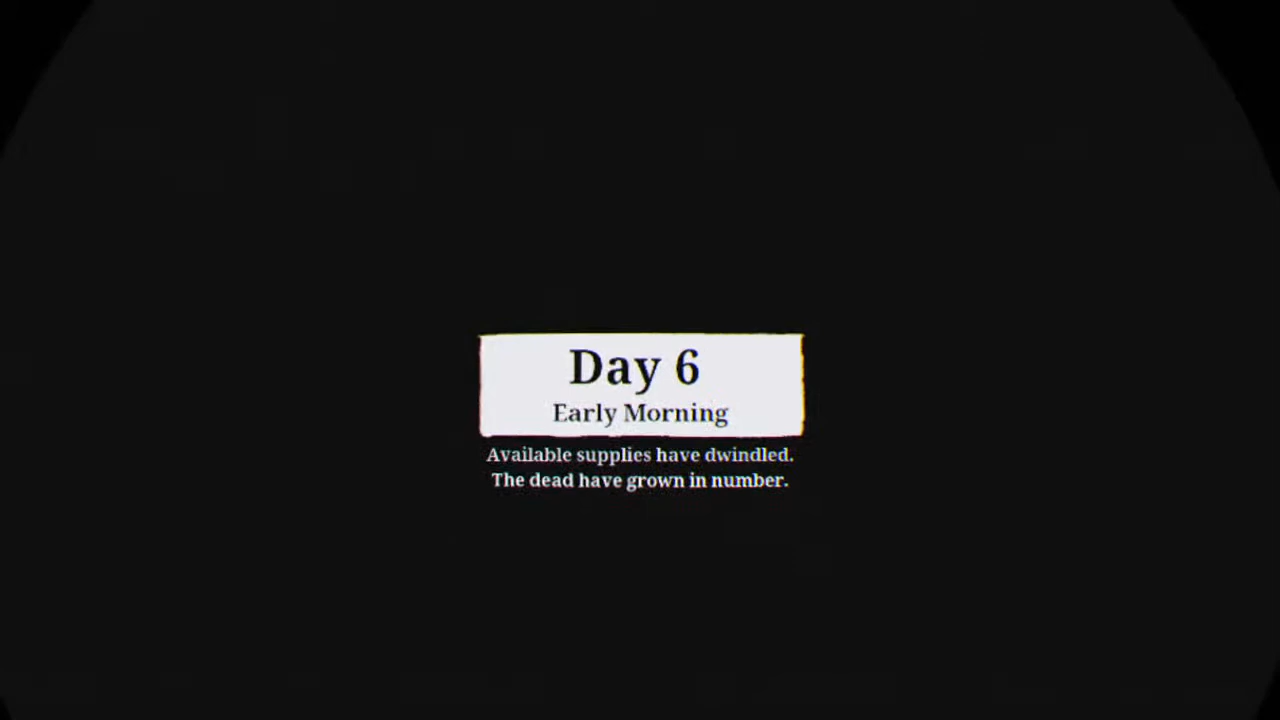 Day 6
Early Morning
Available supplies have dwindled.
The dead have grown in number.